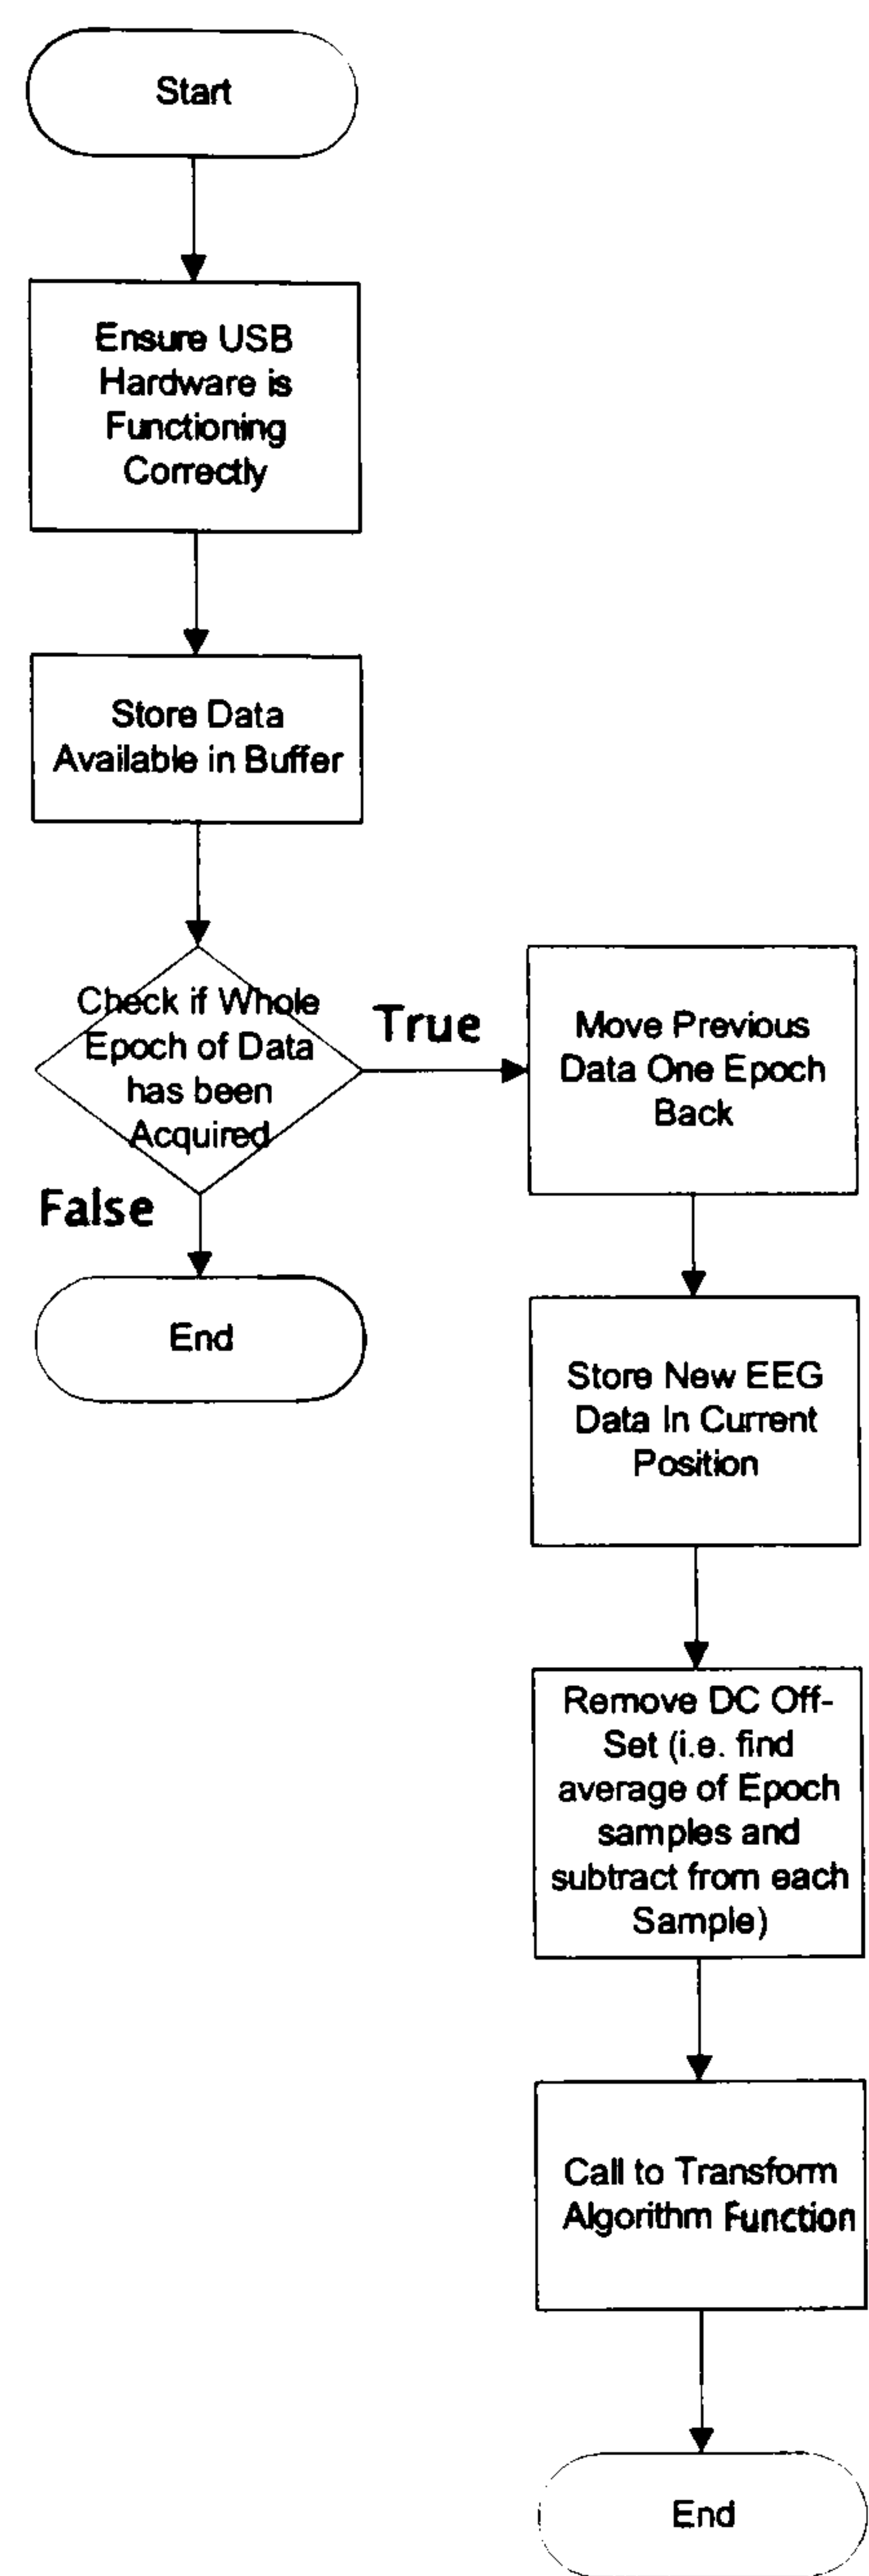 Start
Ensure USB
Hardware is
Functioning
Correctly
Store Data
Available in Buffer
Check if Whole
Epoch of Data
has been
Acquired
True
False
End
Move Previous
Data One Epoch
Back
Store New EEG
Data In Current
Position
Remove DC Off-
Set (i.e. find
average of Epoch
samples and
subtract from each
Sample)
Call to Transform
Algorithm Function
End